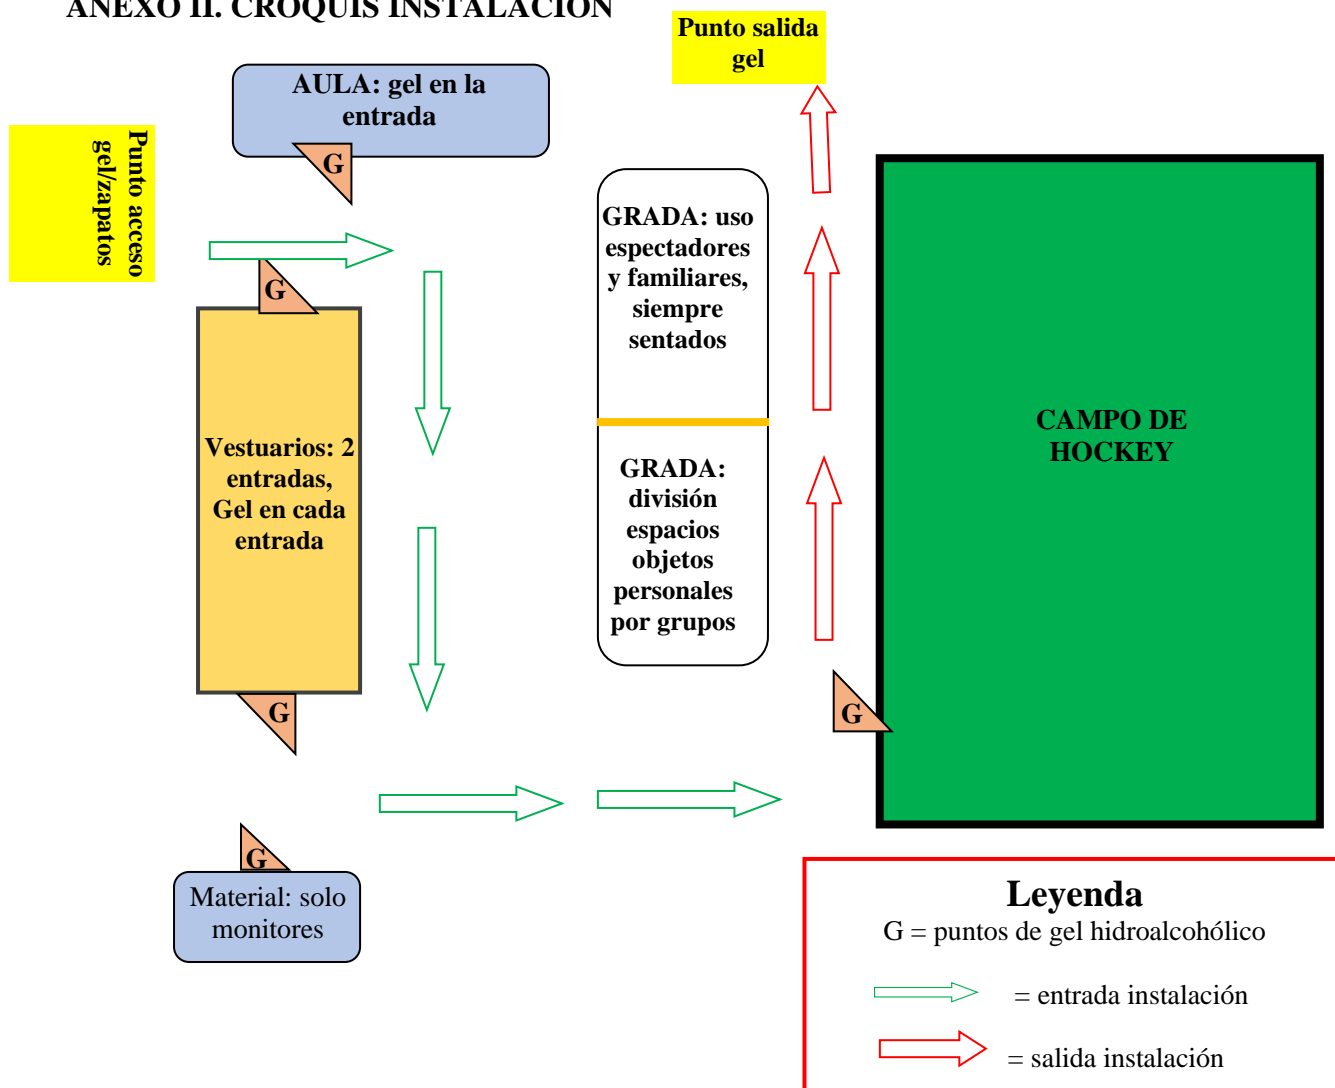 ANEXO II. CROQUIS INSTALACIÓN
Punto salida
gel
AULA: gel en la
entrada
G
Punto acceso
gel/zapatos
G
GRADA: uso
espectadores
y familiares,
siempre
sentados
Vestuarios: 2
entradas,
Gel en cada
entrada
GRADA:
división
espacios
objetos
personales
por grupos
CAMPO DE
HOCKEY
G
G
G
Material: solo
monitores
Leyenda
G = puntos de gel hidroalcohólico
= entrada instalación
= salida instalación